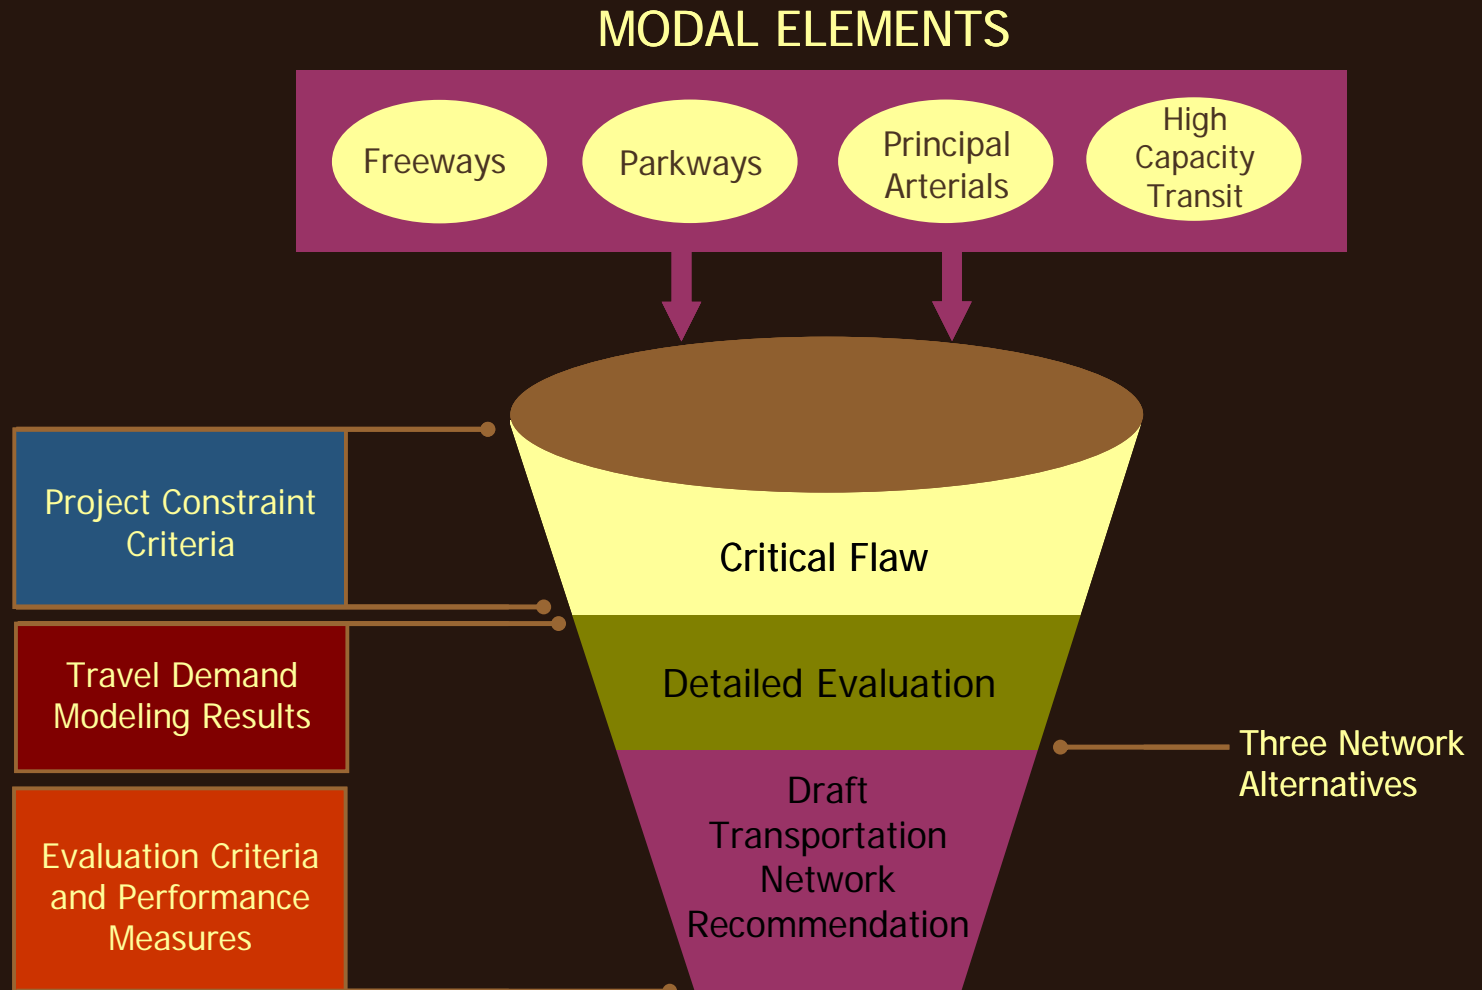 MODAL ELEMENTS
Freeways
Parkways
Principal
Arterials
High
Capacity
Transit
Project Constraint
Criteria
Critical Flaw
Travel Demand
Modeling Results
Detailed Evaluation
Three Network
Alternatives
Evaluation Criteria
and Performance
Measures
Draft
Transportation
Network
Recommendation